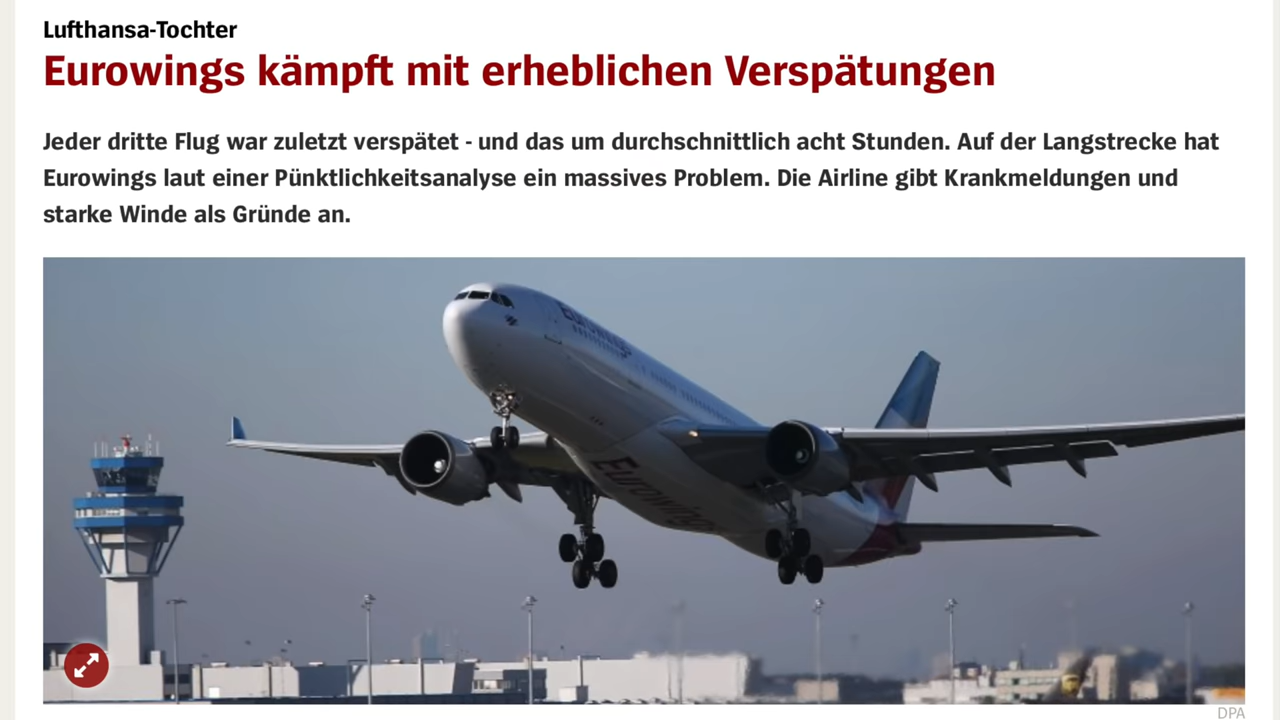 Lufthansa-Tochter
Eurowings kämpft mit erheblichen Verspätungen
Jeder dritte Flug war zuletzt verspätet - und das um durchschnittlich acht Stunden. Auf der Langstrecke hat
Eurowings laut einer Pünktlichkeitsanalyse ein massives Problem. Die Airline gibt Krankmeldungen und
starke Winde als Gründe an.
Eurowings
Eurowings
DPA